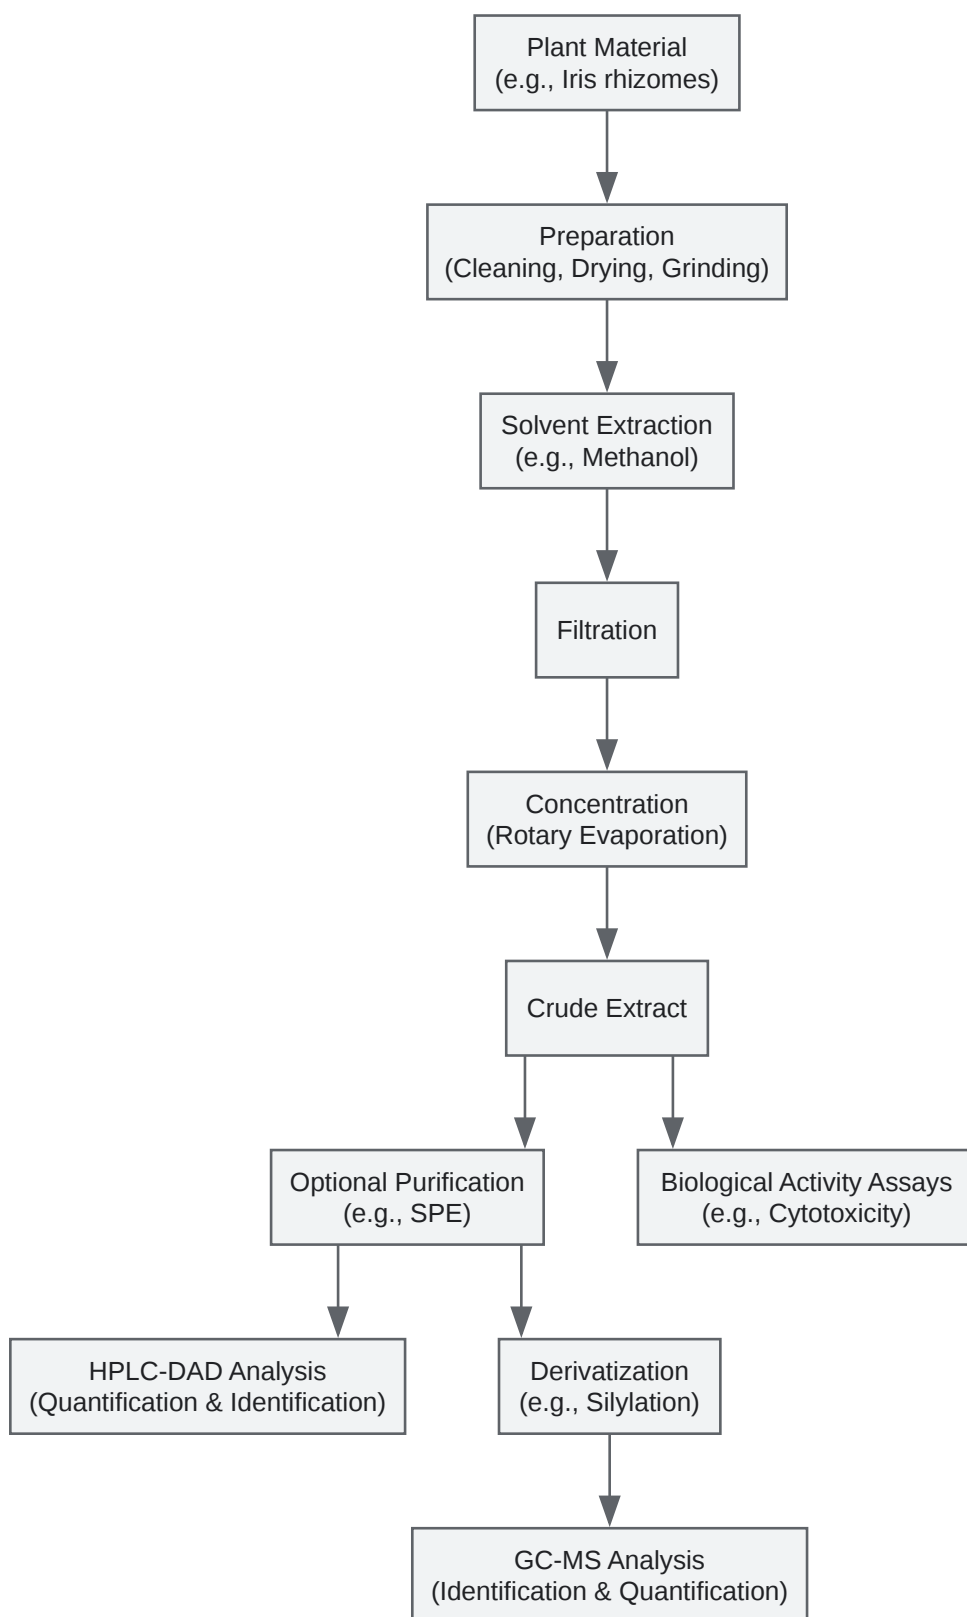 Plant Material
(e.g., Iris rhizomes)
Preparation
(Cleaning, Drying, Grinding)
Solvent Extraction
(e.g., Methanol)
Filtration
Concentration
(Rotary Evaporation)
Crude Extract
Optional Purification
(e.g., SPE)
Biological Activity Assays
(e.g., Cytotoxicity)
HPLC-DAD Analysis
(Quantification & Identification)
Derivatization
(e.g., Silylation)
GC-MS Analysis
(Identification & Quantification)